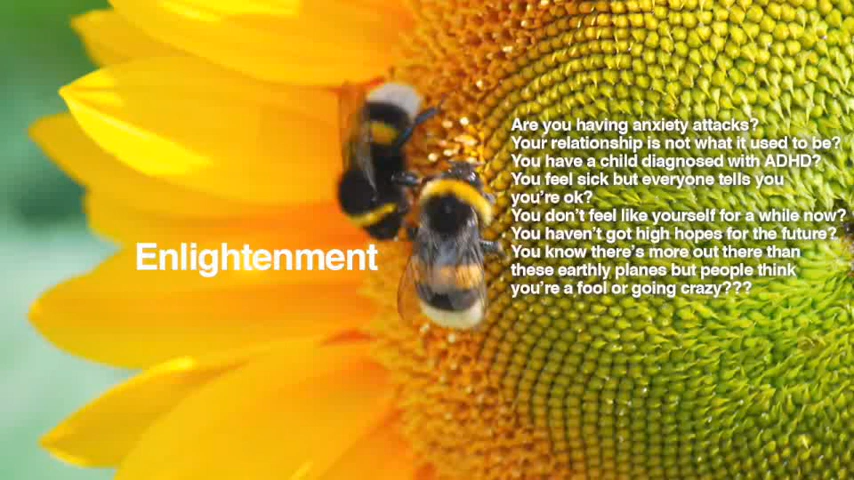 Enlightenment
Are you having anxiety attacks?
Your relationship is not what it used to be?
You have a child diagnosed with ADHD?
You feel sick but everyone tells you
you're ok?
You don't feel like yourself for a while now?
You haven't got high hopes for the future?
You know there's more out there than
these earthly planes but people think
you're a fool or going crazy???